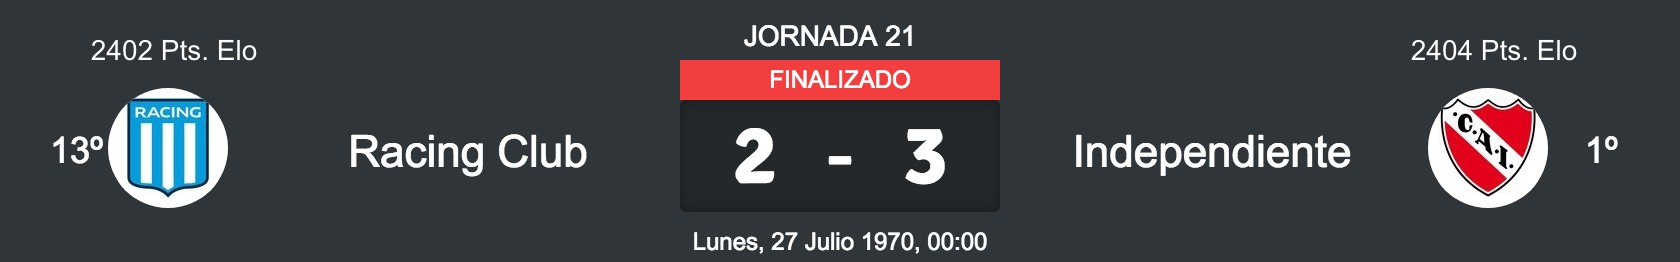 JORNADA 21
2402 Pts. Elo
2404 Pts. Elo
FINALIZADO
RACING
C.A.I.
13º
Racing Club
2 - 3
Independiente
1º
Lunes, 27 Julio 1970, 00:00